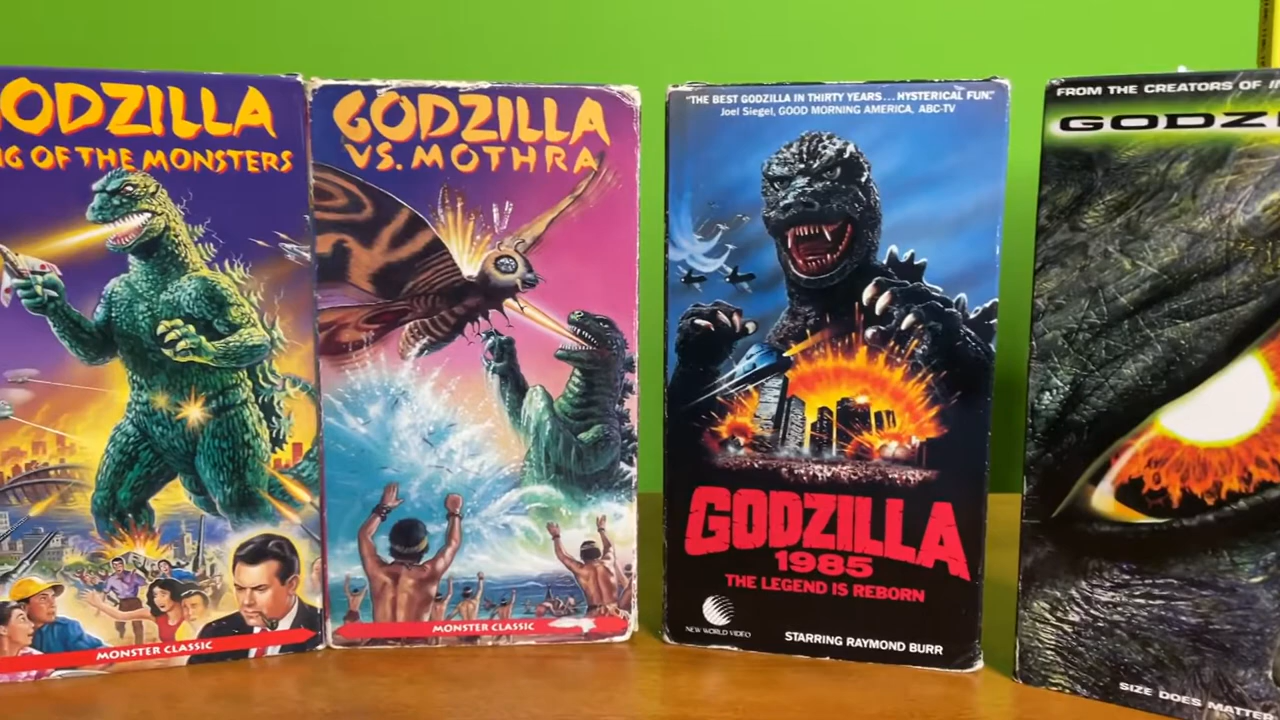 ODZILLA
G OF THE MONSTERS
MONSTER CLASSIC
GODZILLA
VS. MOTHRA
MONSTER CLASSIC
"THE BEST GODZILLA IN THIRTY YEARS...HYSTERICAL FUN."
Joel Siegel, GOOD MORNING AMERICA, ABC-TV
GODZILLA
1985
THE LEGEND IS REBORN
NEW WORLD VIDEO
STARRING RAYMOND BURR
FROM THE CREATORS OF
GODZ
SIZE DOES MATTER